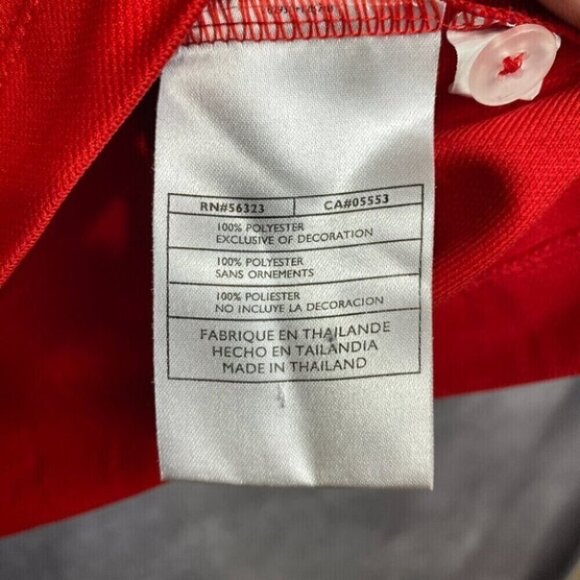 RN#56323 CA#05553
100% POLYESTER
EXCLUSIVE OF DECORATION
100% POLYESTER
SANS ORNEMENTS
100% POLIESTER
NO INCLUYE LA DECORACION
FABRIQUE EN THAILANDE
HECHO EN TAILANDIA
MADE IN THAILAND